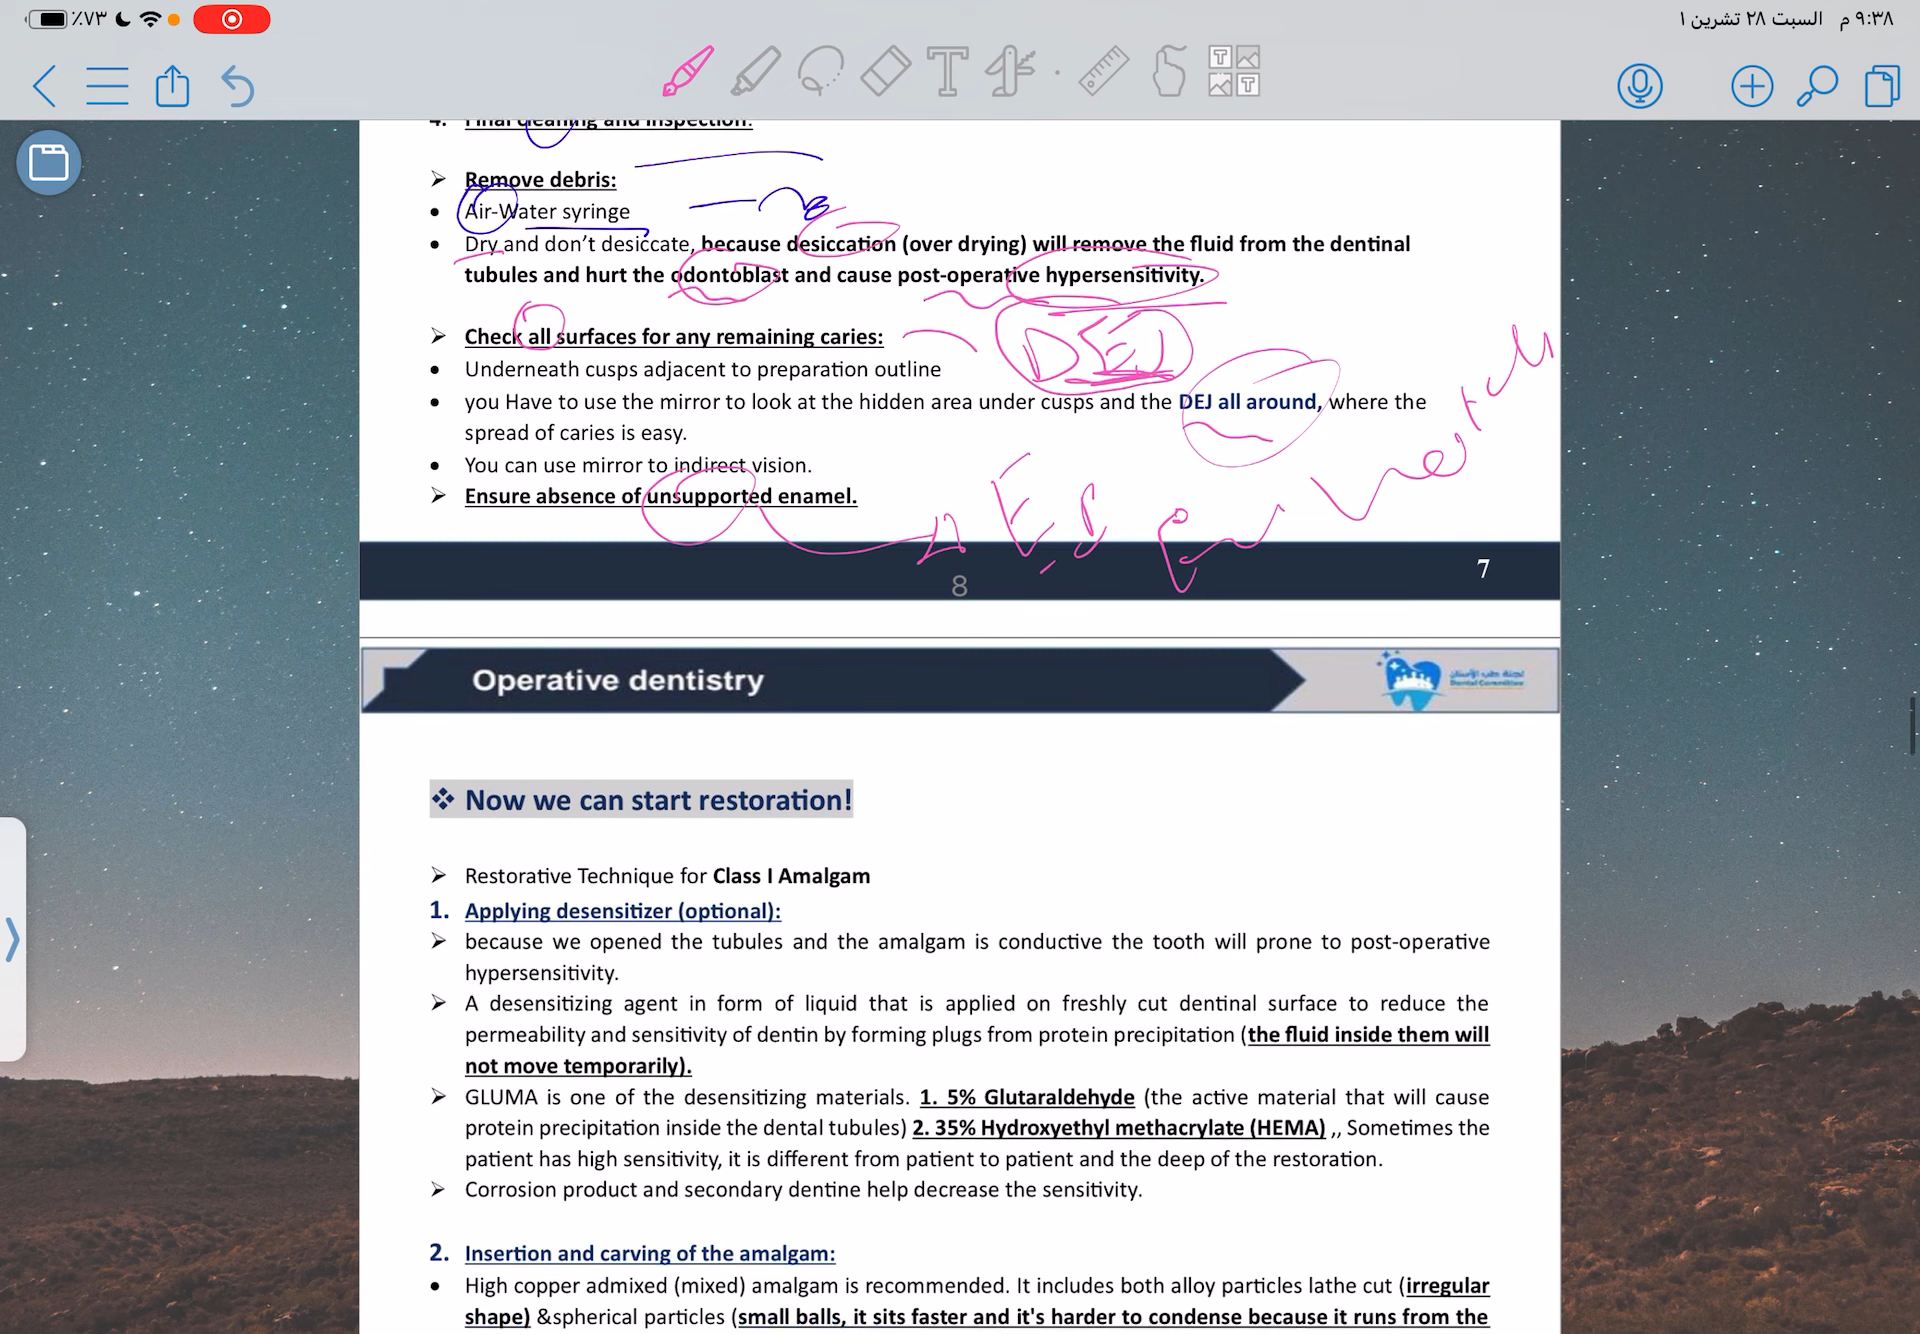 ٪٧٣
٩:٣٨ م السبت ٢٨ تشرين ١
4. Final cleaning and inspection:
➢ Remove debris:
• Air-Water syringe
• Dry and don’t desiccate, because desiccation (over drying) will remove the fluid from the dentinal
tubules and hurt the odontoblast and cause post-operative hypersensitivity.
➢ Check all surfaces for any remaining caries:
DEJ
• Underneath cusps adjacent to preparation outline
• you Have to use the mirror to look at the hidden area under cusps and the DEJ all around, where the
spread of caries is easy.
• You can use mirror to indirect vision.
➢ Ensure absence of unsupported enamel.
7
8
Operative dentistry
لجنة طب الأسنان
Dental Committee
❖ Now we can start restoration!
➢ Restorative Technique for Class I Amalgam
1. Applying desensitizer (optional):
➢ because we opened the tubules and the amalgam is conductive the tooth will prone to post-operative
hypersensitivity.
➢ A desensitizing agent in form of liquid that is applied on freshly cut dentinal surface to reduce the
permeability and sensitivity of dentin by forming plugs from protein precipitation (the fluid inside them will
not move temporarily).
➢ GLUMA is one of the desensitizing materials. 1. 5% Glutaraldehyde (the active material that will cause
protein precipitation inside the dental tubules) 2. 35% Hydroxyethyl methacrylate (HEMA) ,, Sometimes the
patient has high sensitivity, it is different from patient to patient and the deep of the restoration.
➢ Corrosion product and secondary dentine help decrease the sensitivity.
2. Insertion and carving of the amalgam:
• High copper admixed (mixed) amalgam is recommended. It includes both alloy particles lathe cut (irregular
shape) &spherical particles (small balls, it sits faster and it's harder to condense because it runs from the